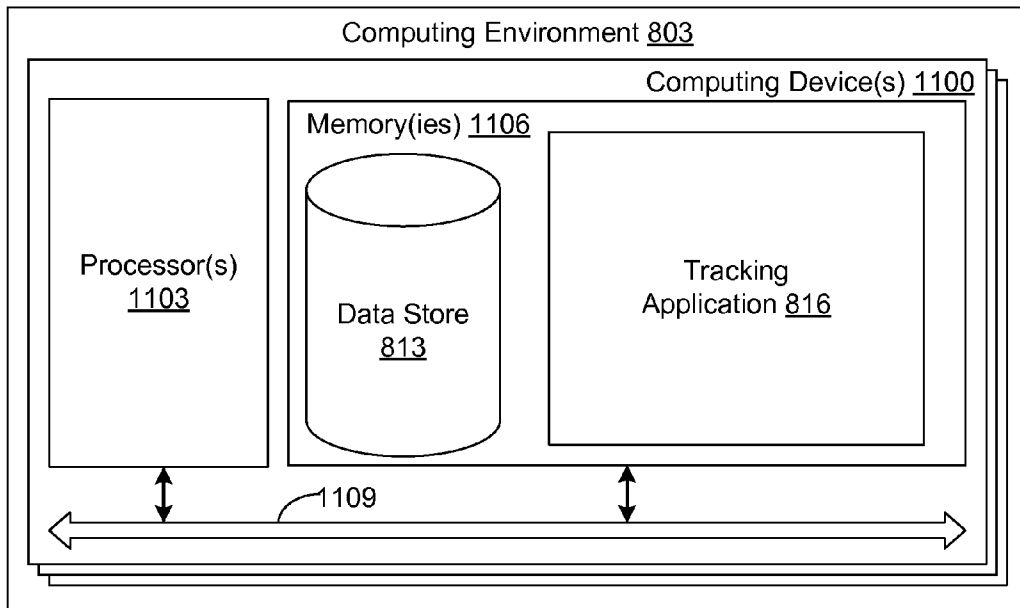 Computing Environment 803
Computing Device(s) 1100
Memory(ies) 1106
Processor(s)
1103
Data Store
813
Tracking
Application 816
1109